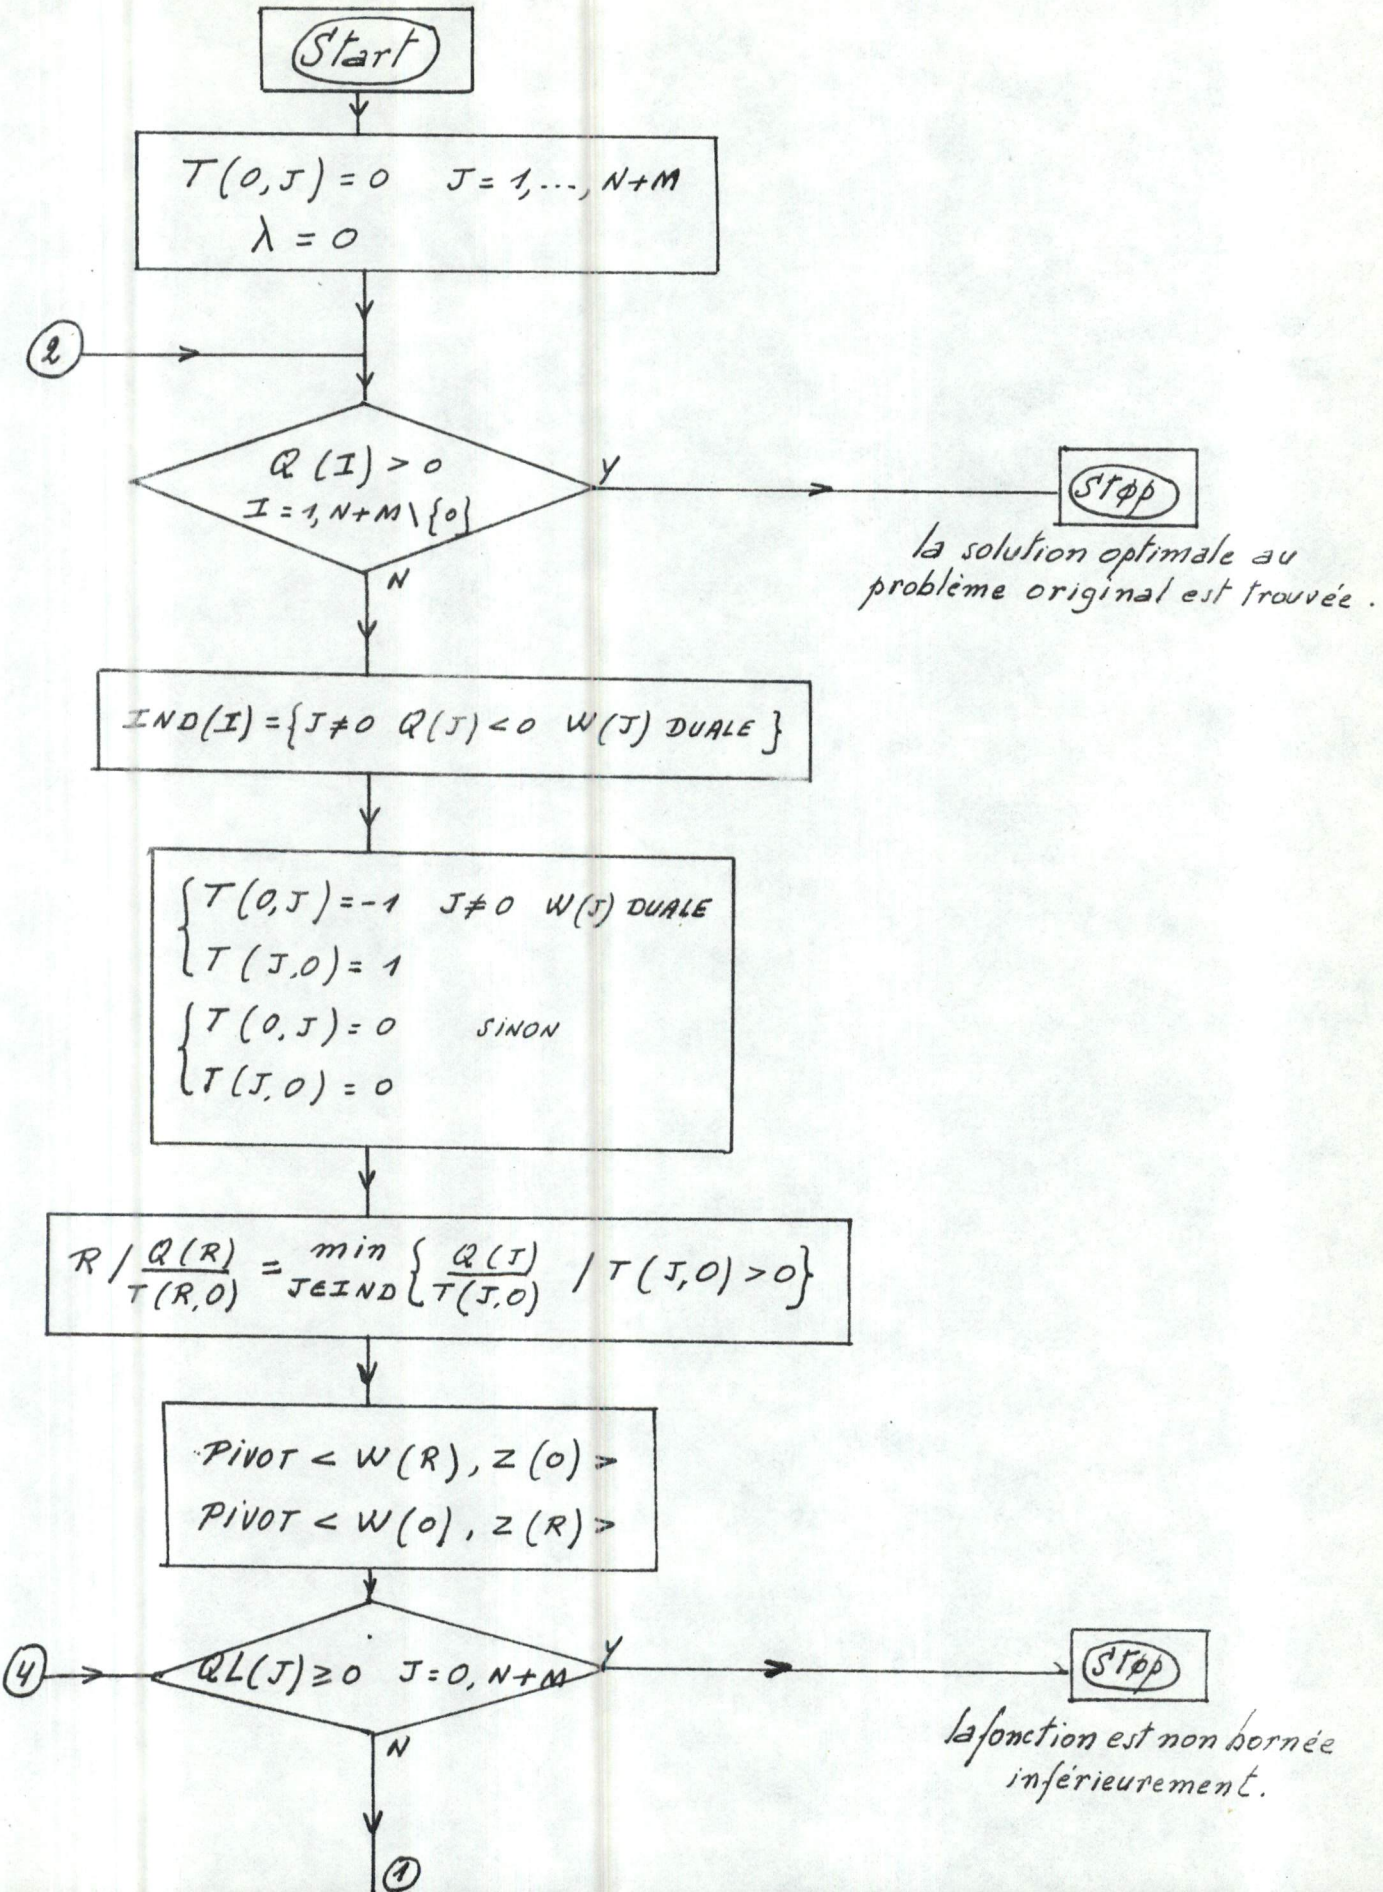 Start
T(0,J)=0 J=1,...,N+M
λ=0
2
Q(I)>0
I=1,N+M\{0}
Y
STOP
la solution optimale au
problème original est trouvée.
N
IND(I)={J≠0 Q(J)<0 W(J) DUALE}
T(0,J)=-1 J≠0 W(J) DUALE
T(J,0)=1
T(0,J)=0 SINON
T(J,0)=0
R / Q(R)/T(R,0) = min J∈IND { Q(J)/T(J,0) / T(J,0)>0}
PIVOT < W(R), Z(0) >
PIVOT < W(0), Z(R) >
4
QL(J)≥0 J=0,N+M
Y
STOP
la fonction est non bornée
inférieurement.
N
1